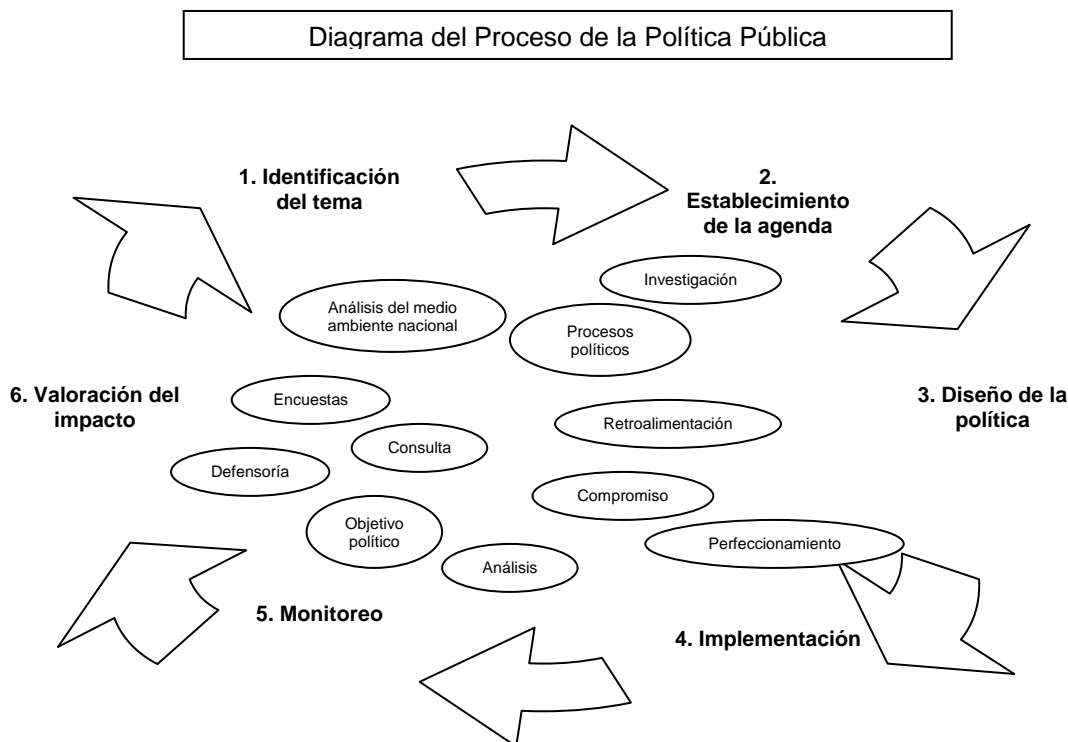 Diagrama del Proceso de la Política Pública
1. Identificación
del tema
2.
Establecimiento
de la agenda
Investigación
Análisis del medio
ambiente nacional
Procesos
políticos
6. Valoración del
impacto
Encuestas
3. Diseño de la
política
Retroalimentación
Consulta
Defensoría
Compromiso
Objetivo
político
Perfeccionamiento
Análisis
5. Monitoreo
4. Implementación